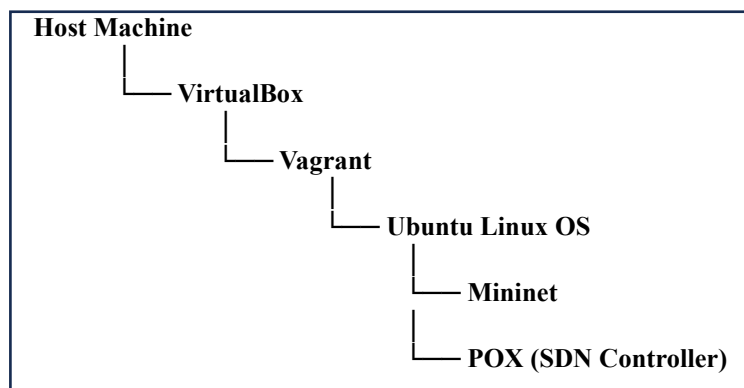 Host Machine
VirtualBox
Vagrant
Ubuntu Linux OS
Mininet
POX (SDN Controller)